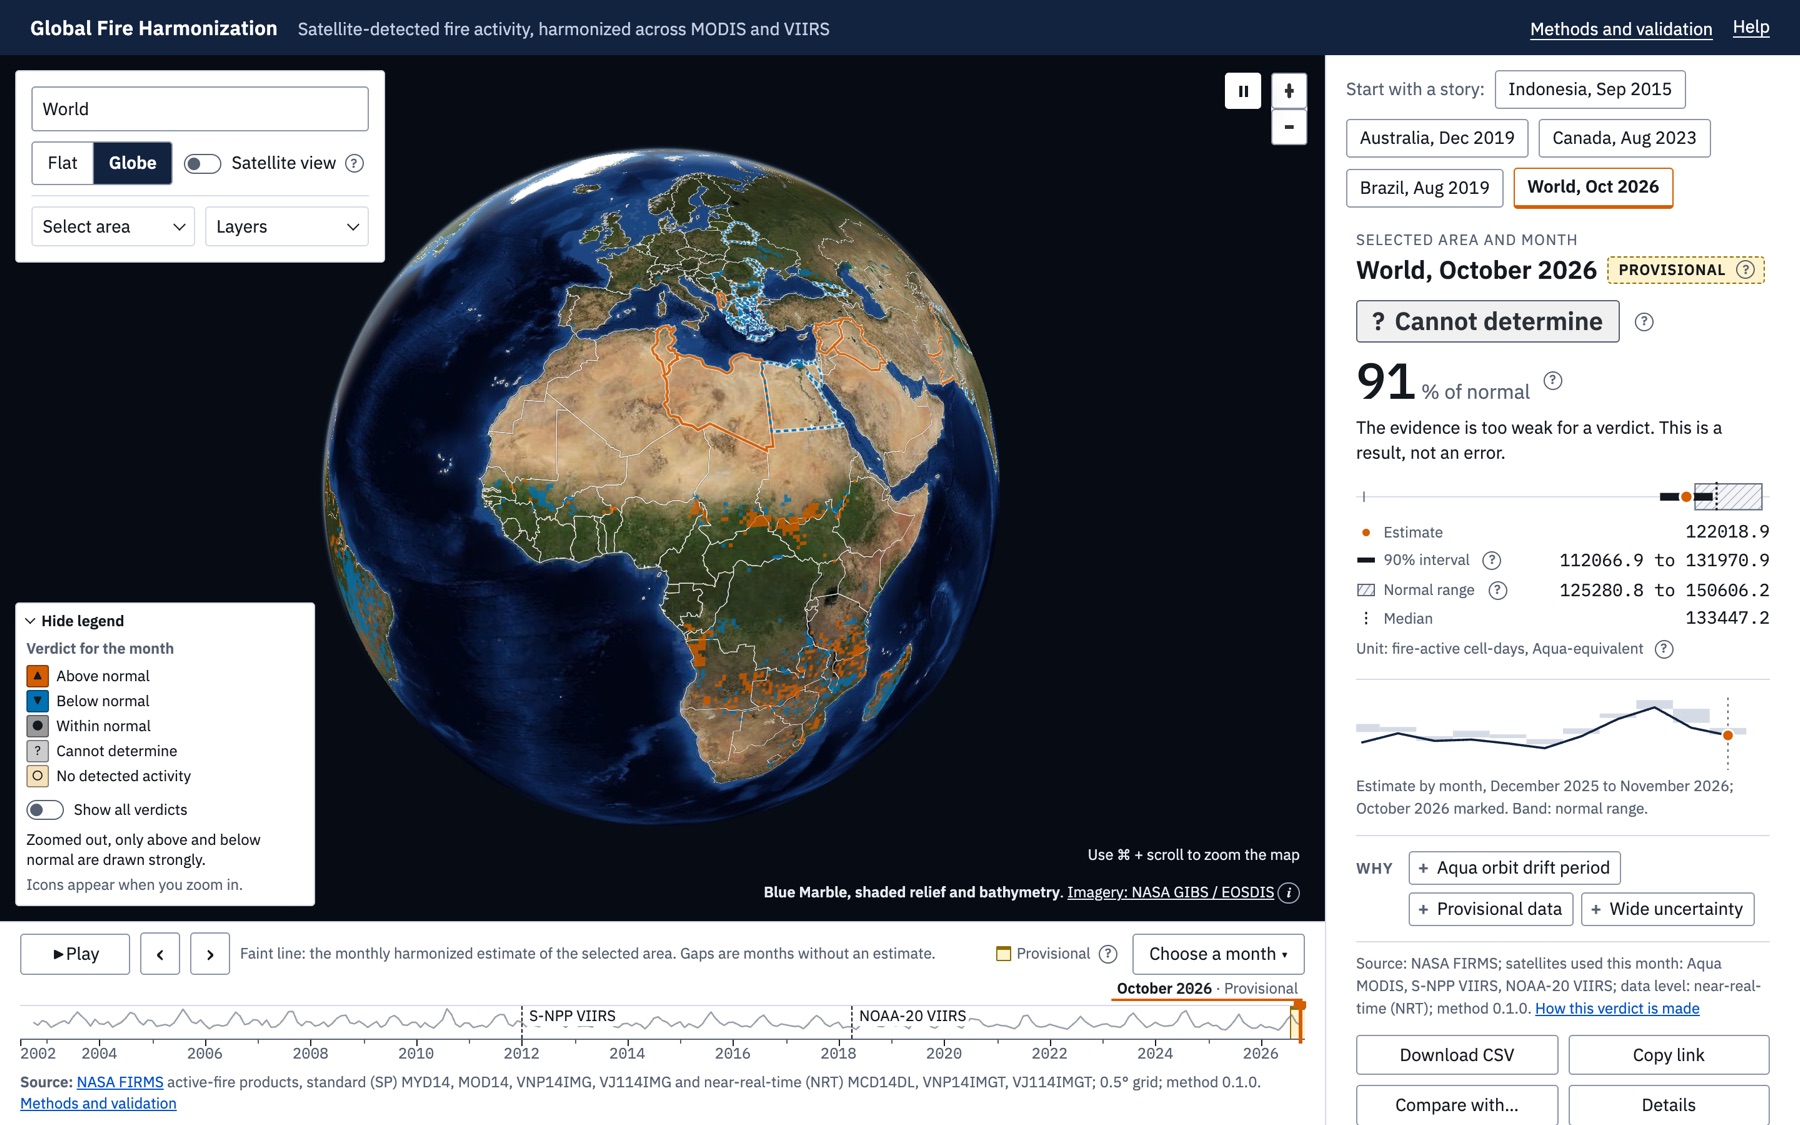 Global Fire Harmonization
Satellite-detected fire activity, harmonized across MODIS and VIIRS
Methods and validation
Help
World
Flat
Globe
Satellite view ?
Select area
Layers
+
-
Hide legend
Verdict for the month
Above normal
Below normal
Within normal
? Cannot determine
No detected activity
Show all verdicts
Zoomed out, only above and below
normal are drawn strongly.
Icons appear when you zoom in.
Use ⌘ + scroll to zoom the map
Blue Marble, shaded relief and bathymetry. Imagery: NASA GIBS / EOSDIS i
Start with a story:
Indonesia, Sep 2015
Australia, Dec 2019
Canada, Aug 2023
Brazil, Aug 2019
World, Oct 2026
SELECTED AREA AND MONTH
World, October 2026
PROVISIONAL ?
? Cannot determine ?
91 % of normal ?
The evidence is too weak for a verdict. This is a
result, not an error.
Estimate 122018.9
90% interval ? 112066.9 to 131970.9
Normal range ? 125280.8 to 150606.2
Median 133447.2
Unit: fire-active cell-days, Aqua-equivalent ?
Estimate by month, December 2025 to November 2026;
October 2026 marked. Band: normal range.
WHY
+ Aqua orbit drift period
+ Provisional data
+ Wide uncertainty
Source: NASA FIRMS; satellites used this month: Aqua
MODIS, S-NPP VIIRS, NOAA-20 VIIRS; data level: near-real-
time (NRT); method 0.1.0. How this verdict is made
Download CSV
Copy link
Compare with...
Details
▶Play
‹
›
Faint line: the monthly harmonized estimate of the selected area. Gaps are months without an estimate.
Provisional ?
Choose a month ▾
October 2026 · Provisional
S-NPP VIIRS
NOAA-20 VIIRS
2002 2004 2006 2008 2010 2012 2014 2016 2018 2020 2022 2024 2026
Source: NASA FIRMS active-fire products, standard (SP) MYD14, MOD14, VNP14IMG, VJ114IMG and near-real-time (NRT) MCD14DL, VNP14IMGT, VJ114IMGT; 0.5° grid; method 0.1.0.
Methods and validation